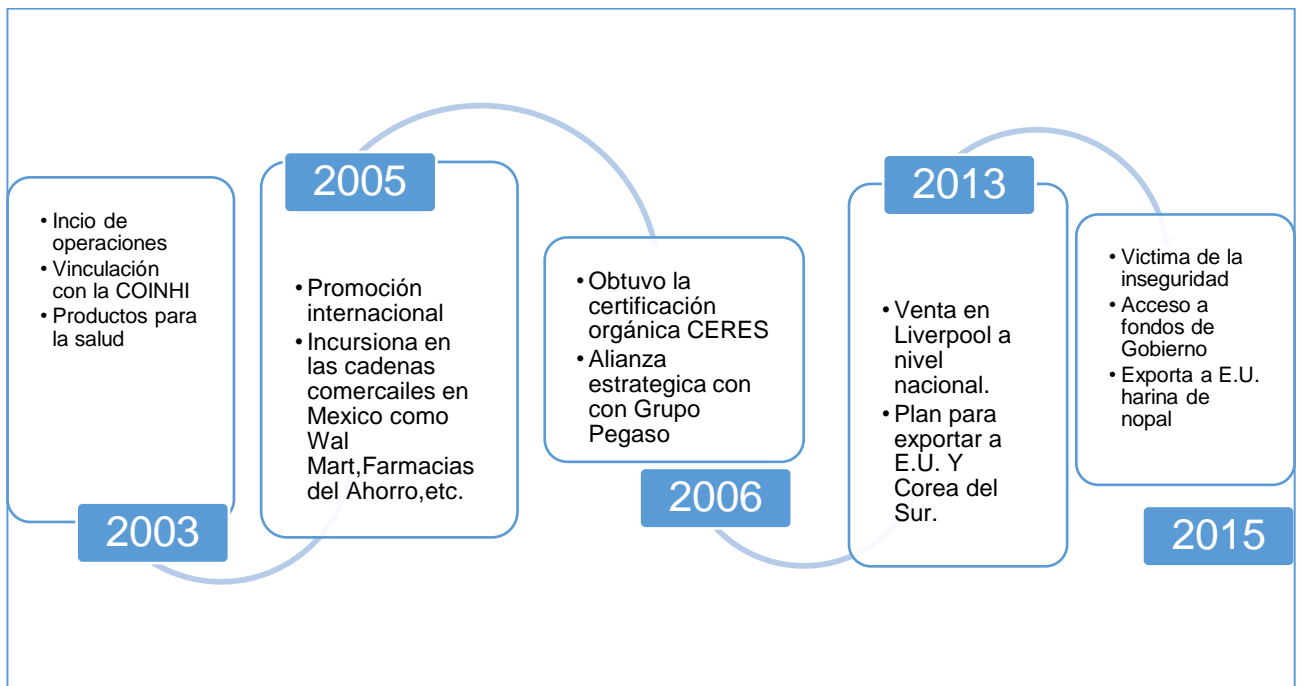 • Incio de
operaciones
• Vinculación
con la COINHI
• Productos para
la salud
2003
2005
• Promoción
internacional
• Incursiona en
las cadenas
comercailes en
Mexico como
Wal
Mart,Farmacias
del Ahorro,etc.
• Obtuvo la
certificación
orgánica CERES
• Alianza
estrategica con
con Grupo
Pegaso
2006
2013
• Venta en
Liverpool a
nivel
nacional.
• Plan para
exportar a
E.U. Y
Corea del
Sur.
• Victima de la
inseguridad
• Acceso a
fondos de
Gobierno
• Exporta a E.U.
harina de
nopal
2015